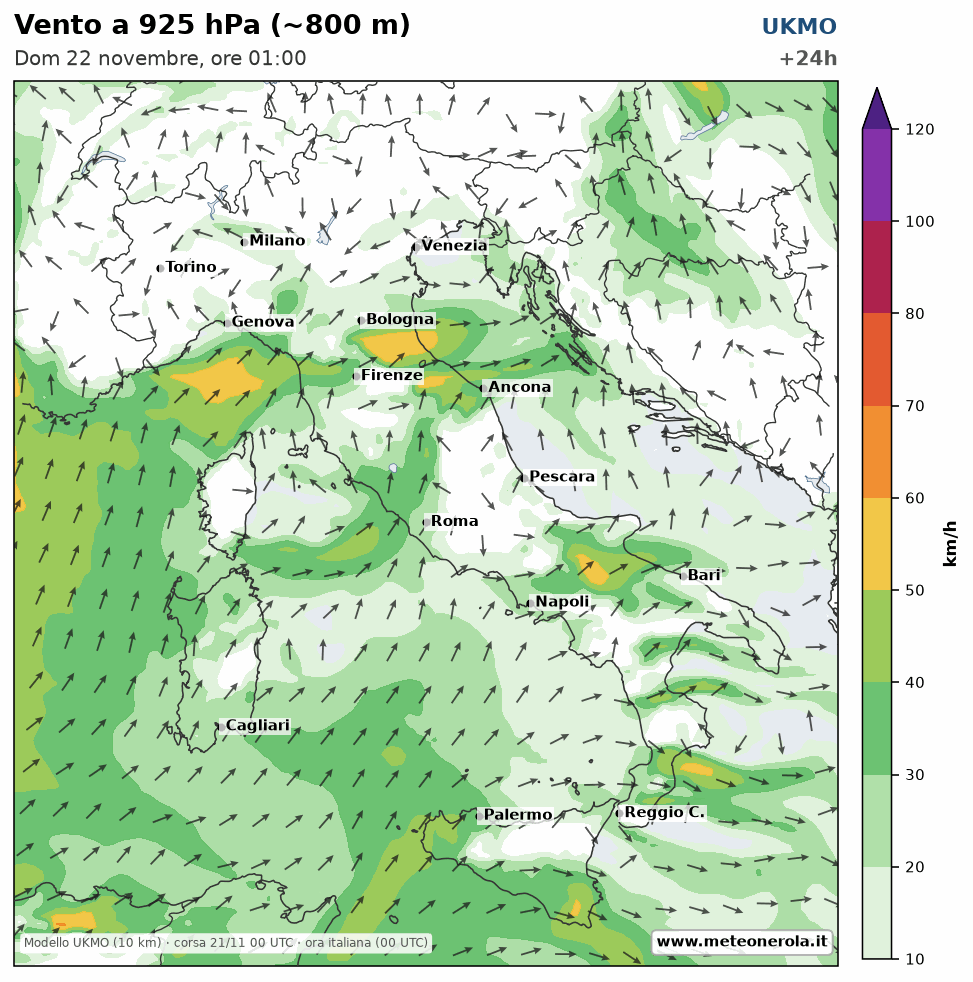 Vento a 925 hPa (~800 m)
UKMO
Dom 22 novembre, ore 01:00
+24h
120
100
80
70
60
50
40
30
20
10
km/h
Milano
Venezia
Torino
Genova
Bologna
Firenze
Ancona
Pescara
Roma
Bari
Napoli
Cagliari
Palermo
Reggio C.
Modello UKMO (10 km) · corsa 21/11 00 UTC · ora italiana (00 UTC)
www.meteonerola.it